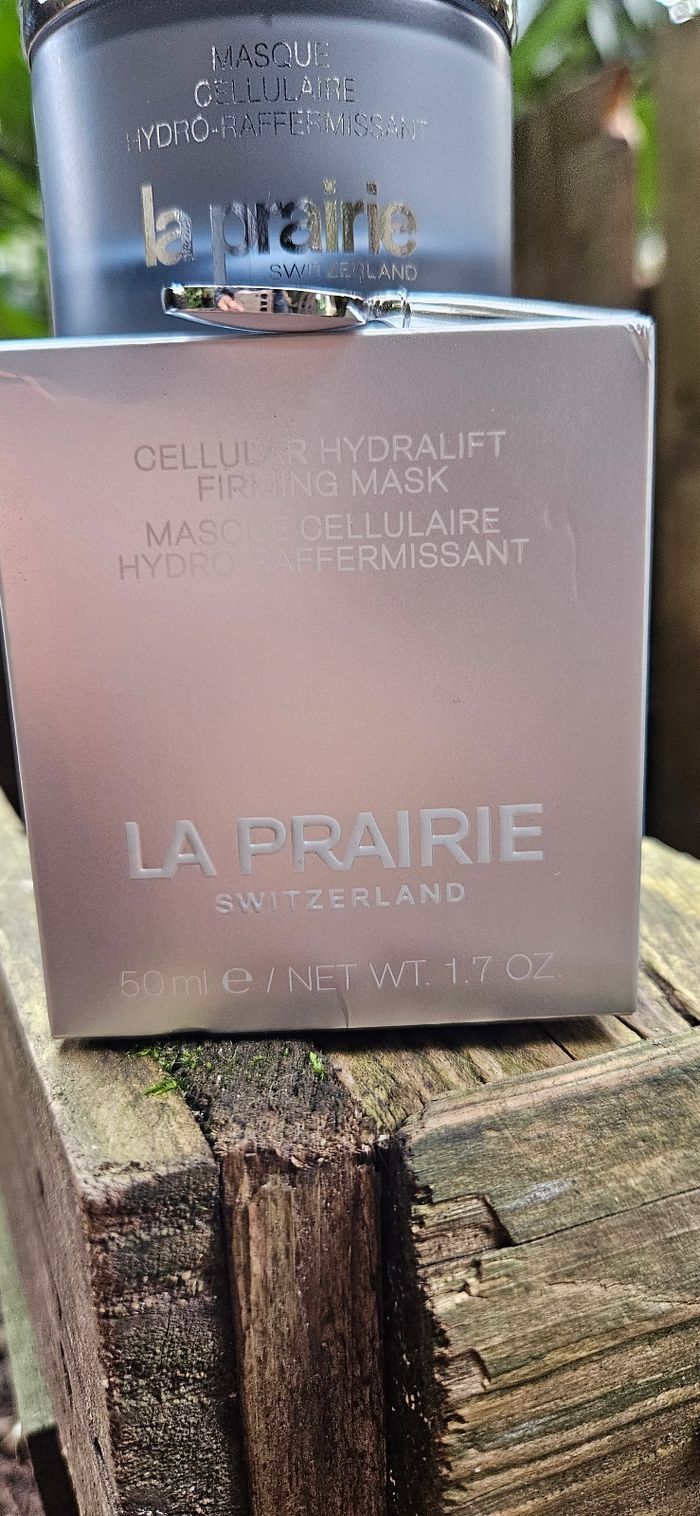 MASQUE
CELLULAIRE
HYDRO-RAFFERMISSANT
la prairie
SWITZERLAND
CELLULAR HYDRALIFT
FIRMING MASK
MASQUE CELLULAIRE
HYDRO-RAFFERMISSANT
LA PRAIRIE
SWITZERLAND
50 ml e / NET WT. 1.7 OZ.